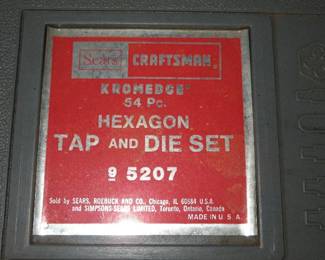 Sears CRAFTSMAN®
KROMEDGE®
54 Pc.
HEXAGON
TAP AND DIE SET
9 5207
Sold by SEARS, ROEBUCK AND CO., Chicago, IL 60684 U.S.A.
and SIMPSONS-SEARS LIMITED, Toronto, Ontario, Canada
MADE IN U.S.A.